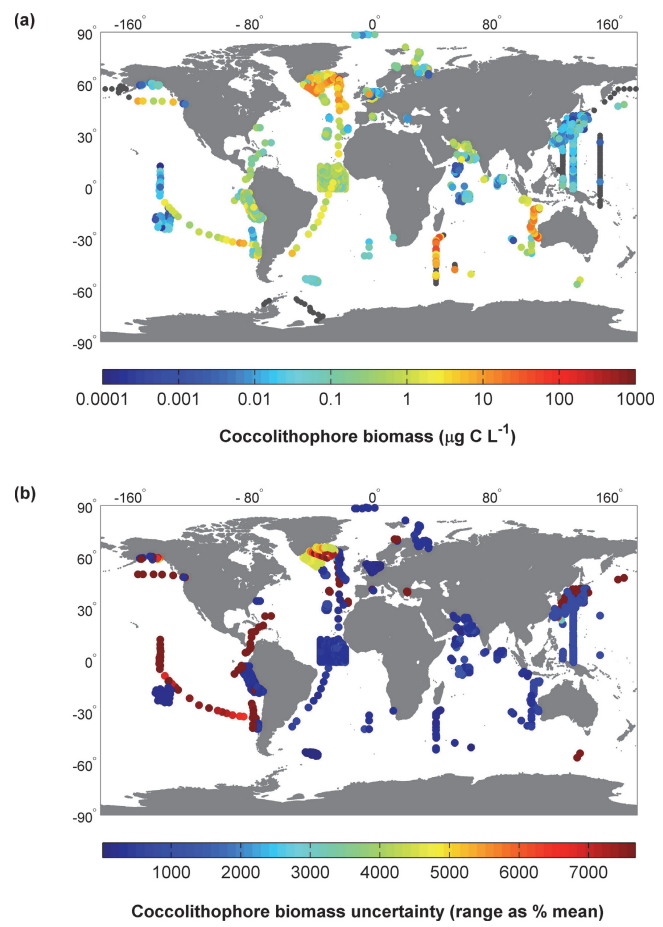 (a)
-160° -80° 0° 80° 160°
90°
60°
30°
0°
-30°
-60°
-90°
0.0001 0.001 0.01 0.1 1 10 100 1000
Coccolithophore biomass (µg C L⁻¹)
(b)
-160° -80° 0° 80° 160°
90°
60°
30°
0°
-30°
-60°
-90°
1000 2000 3000 4000 5000 6000 7000
Coccolithophore biomass uncertainty (range as % mean)